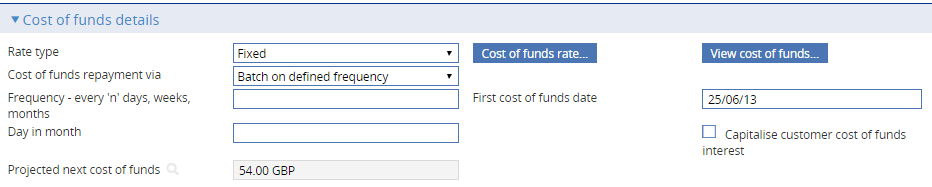 Cost of funds details
Rate type Fixed Cost of funds rate... View cost of funds...
Cost of funds repayment via Batch on defined frequency
Frequency - every 'n' days, weeks, months First cost of funds date 25/06/13
Day in month Capitalise customer cost of funds interest
Projected next cost of funds 54.00 GBP